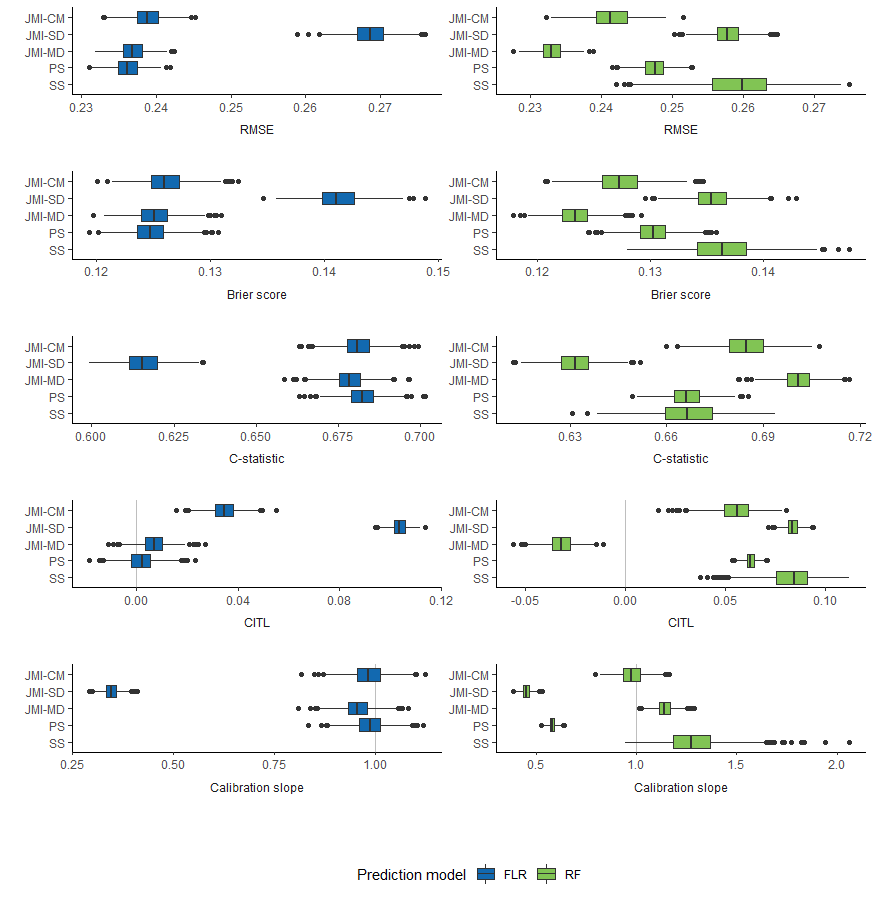 JMI-CM
JMI-SD
JMI-MD
PS
SS
0.23 0.24 0.25 0.26 0.27
RMSE
JMI-CM
JMI-SD
JMI-MD
PS
SS
0.23 0.24 0.25 0.26 0.27
RMSE
JMI-CM
JMI-SD
JMI-MD
PS
SS
0.12 0.13 0.14 0.15
Brier score
JMI-CM
JMI-SD
JMI-MD
PS
SS
0.12 0.13 0.14
Brier score
JMI-CM
JMI-SD
JMI-MD
PS
SS
0.600 0.625 0.650 0.675 0.700
C-statistic
JMI-CM
JMI-SD
JMI-MD
PS
SS
0.63 0.66 0.69 0.72
C-statistic
JMI-CM
JMI-SD
JMI-MD
PS
SS
0.00 0.04 0.08 0.12
CITL
JMI-CM
JMI-SD
JMI-MD
PS
SS
-0.05 0.00 0.05 0.10
CITL
JMI-CM
JMI-SD
JMI-MD
PS
SS
0.25 0.50 0.75 1.00
Calibration slope
JMI-CM
JMI-SD
JMI-MD
PS
SS
0.5 1.0 1.5 2.0
Calibration slope
Prediction model FLR RF